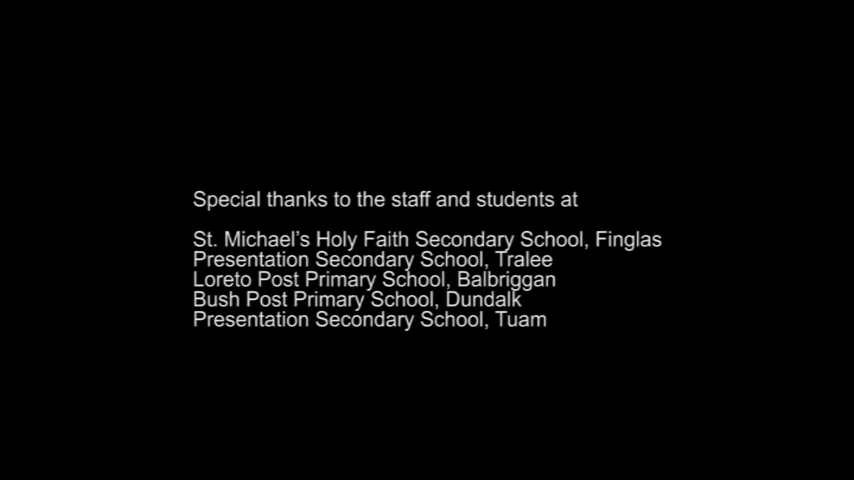 Special thanks to the staff and students at
St. Michael's Holy Faith Secondary School, Finglas
Presentation Secondary School, Tralee
Loreto Post Primary School, Balbriggan
Bush Post Primary School, Dundalk
Presentation Secondary School, Tuam